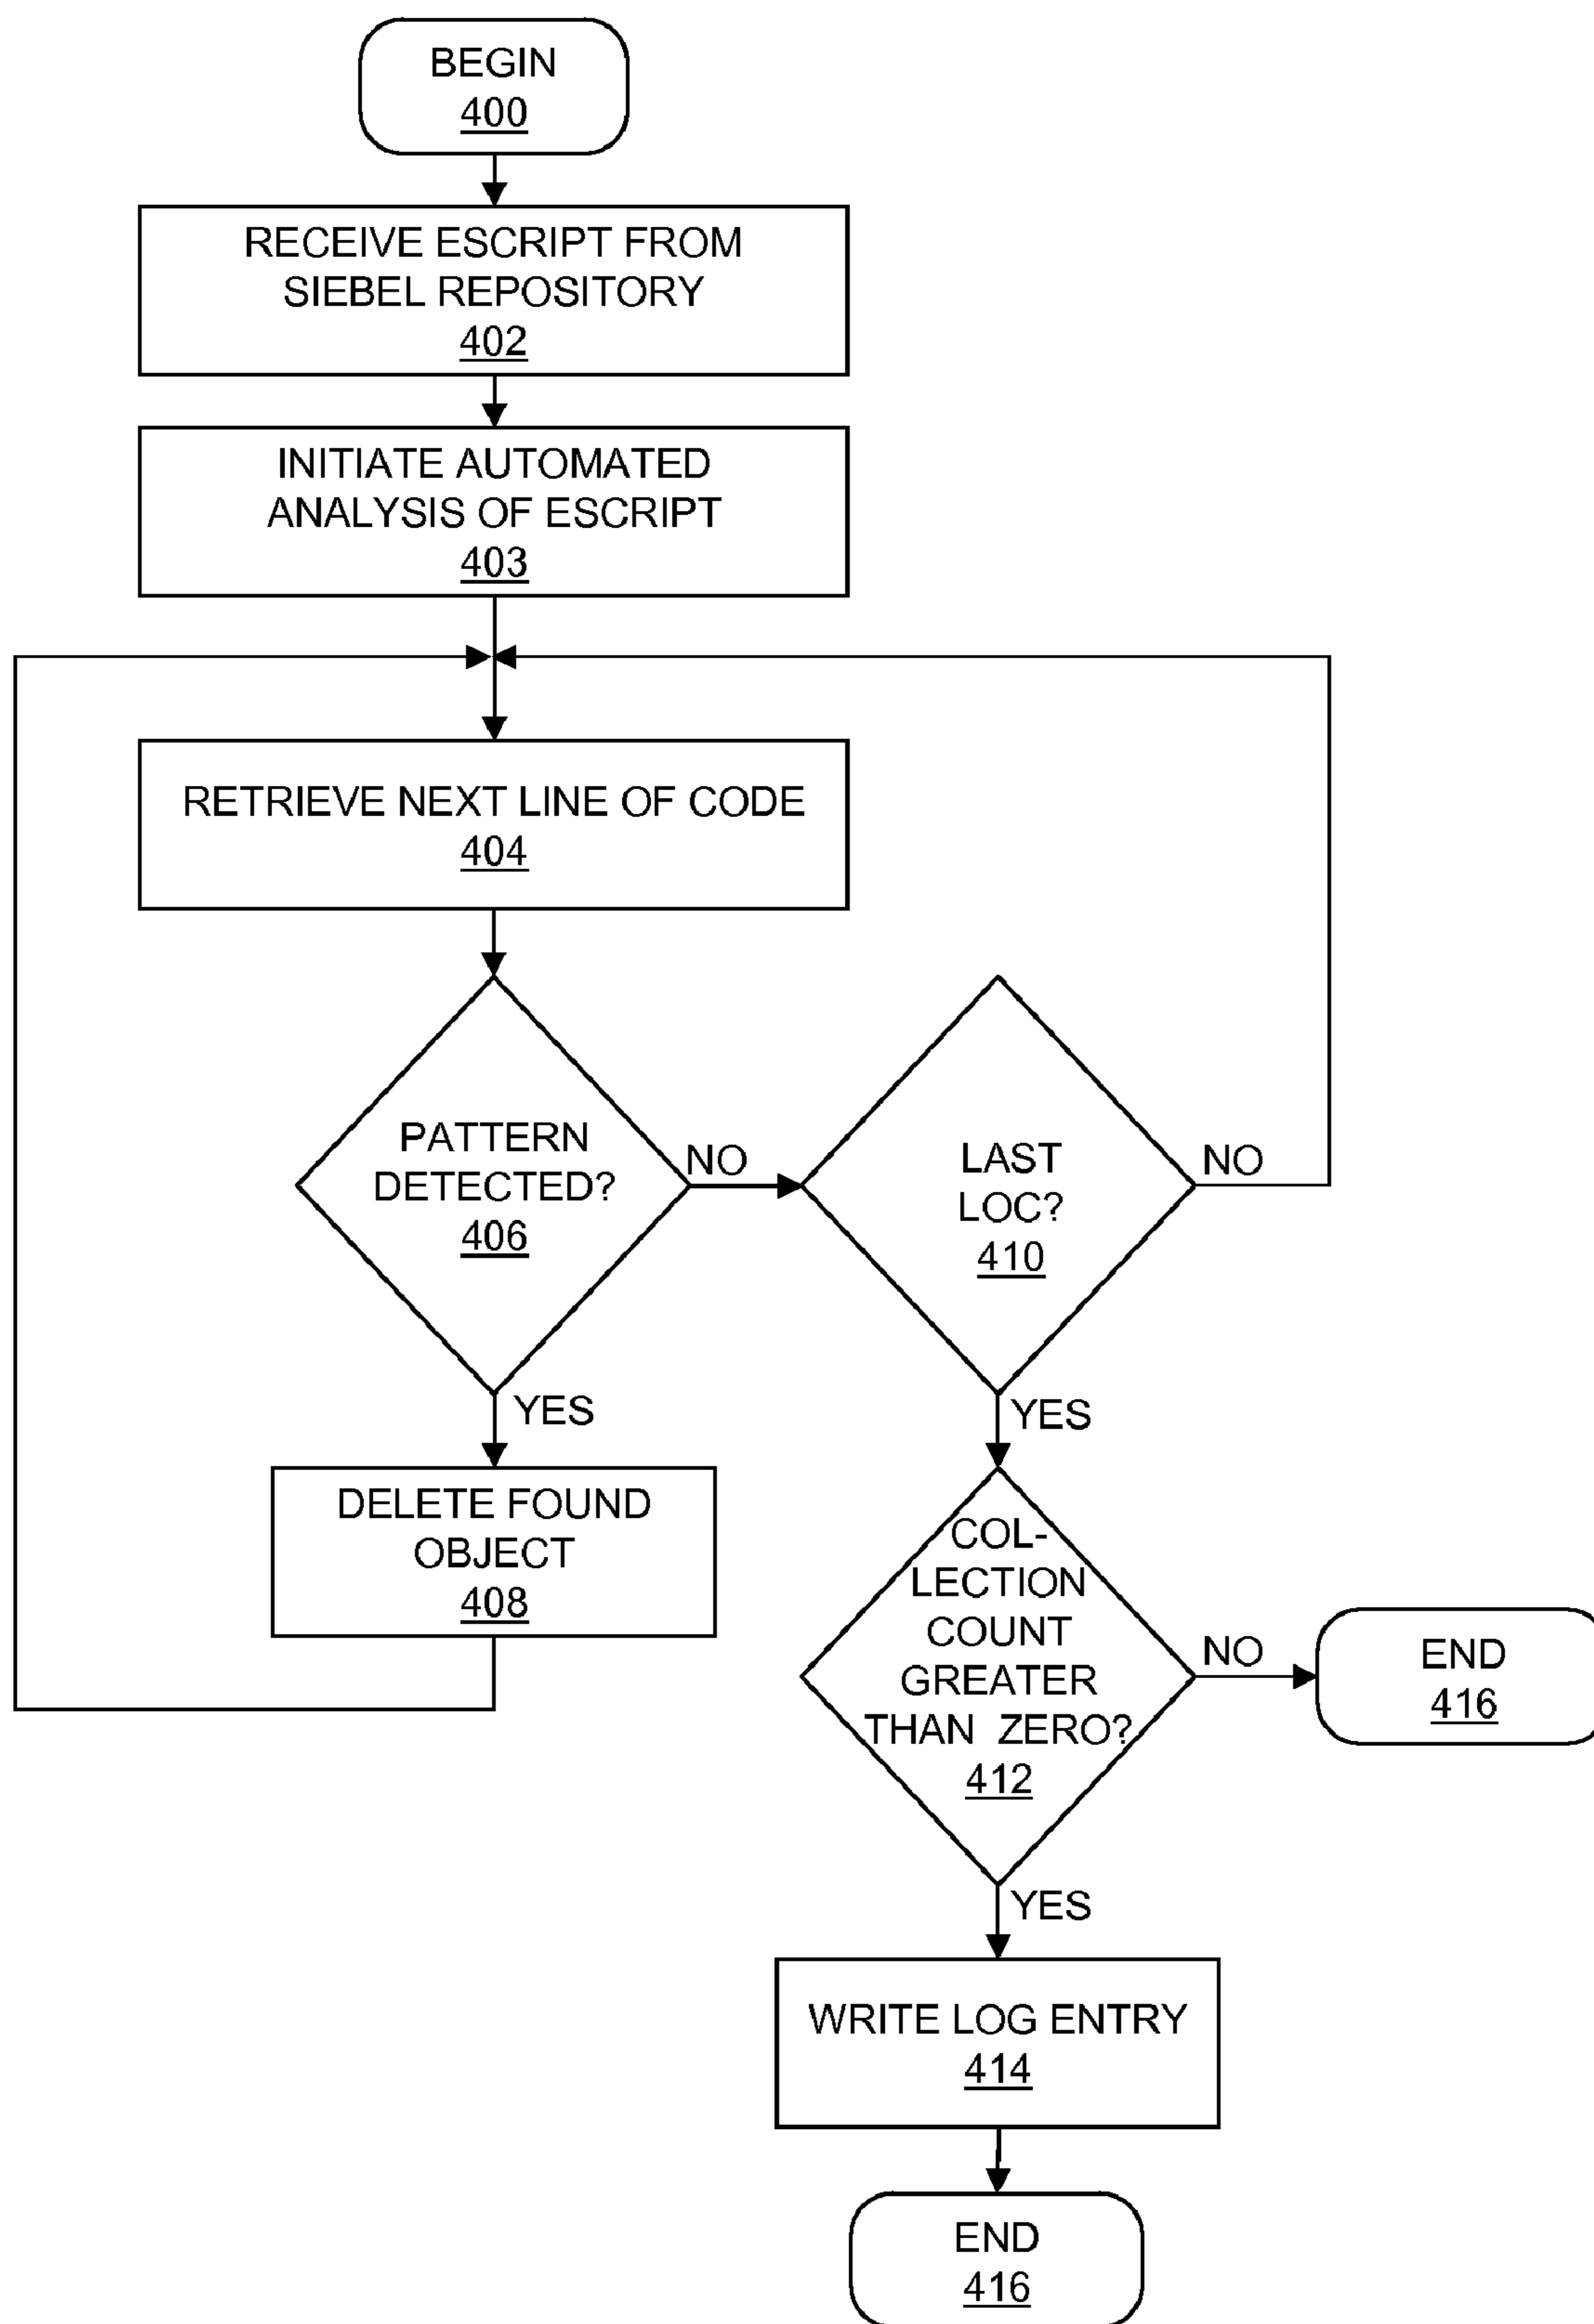 BEGIN
400
RECEIVE ESCRIPT FROM
SIEBEL REPOSITORY
402
INITIATE AUTOMATED
ANALYSIS OF ESCRIPT
403
RETRIEVE NEXT LINE OF CODE
404
PATTERN
DETECTED?
406
NO
LAST
LOC?
410
NO
YES
YES
DELETE FOUND
OBJECT
408
COL-
LECTION
COUNT
GREATER
THAN ZERO?
412
NO
END
416
YES
WRITE LOG ENTRY
414
END
416